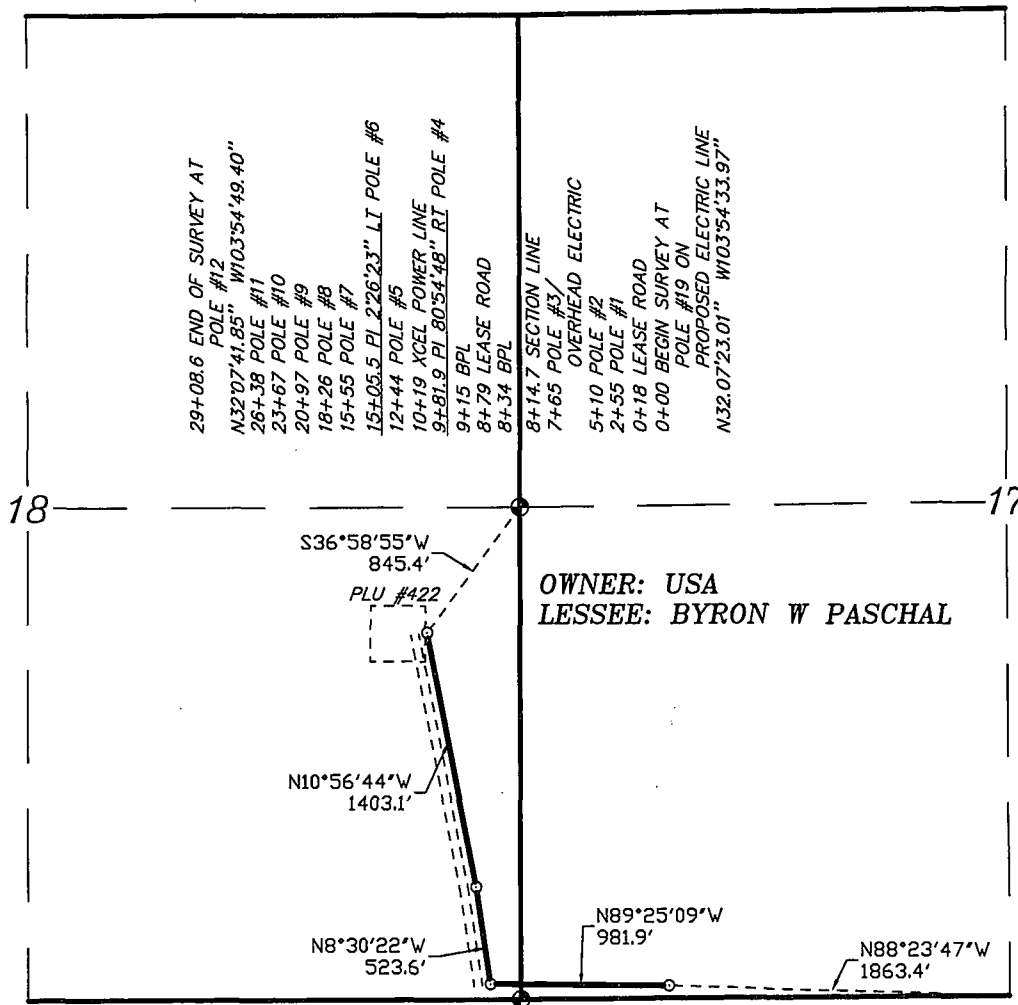 29+08.6 END OF SURVEY AT
POLE #12
N32°07'41.85" W103°54'49.40"
26+38 POLE #11
23+67 POLE #10
20+97 POLE #9
18+26 POLE #8
15+55 POLE #7
15+05.5 PI 2°26'23" LT POLE #6
12+44 POLE #5
10+19 XCEL POWER LINE
9+81.9 PI 80°54'48" RT POLE #4
9+15 BPL
8+79 LEASE ROAD
8+34 BPL
8+14.7 SECTION LINE
7+65 POLE #3/
OVERHEAD ELECTRIC
5+10 POLE #2
2+55 POLE #1
0+18 LEASE ROAD
0+00 BEGIN SURVEY AT
POLE #19 ON
PROPOSED ELECTRIC LINE
N32.07'23.01" W103°54'33.97"
18
17
S36°58'55"W
845.4'
PLU #422
OWNER: USA
LESSEE: BYRON W PASCHAL
N10°56'44"W
1403.1'
N8°30'22"W
523.6'
N89°25'09"W
981.9'
N88°23'47"W
1863.4'